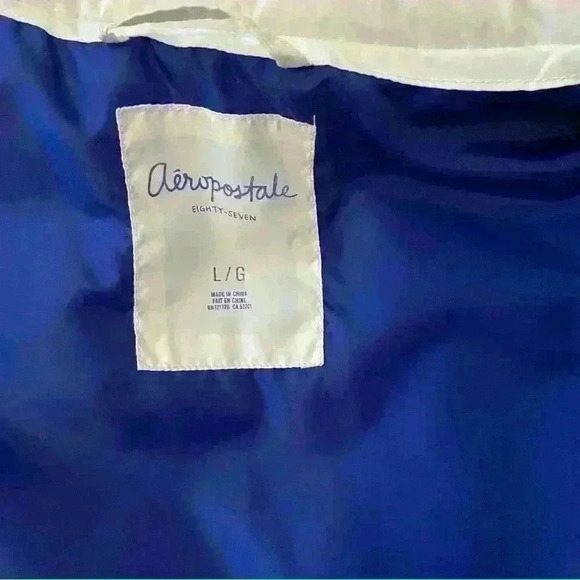 Aéropostale
EIGHTY-SEVEN
L/G
MADE IN CHINA
FAIT EN CHINE